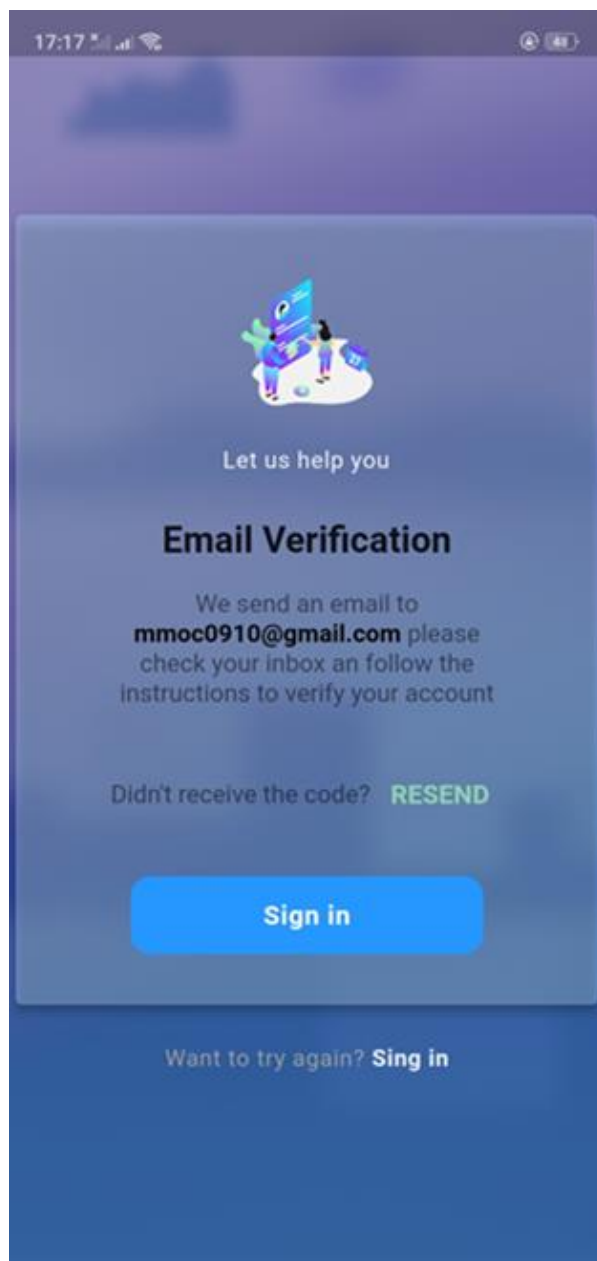 17:17
Let us help you
Email Verification
We send an email to
mmoc0910@gmail.com please
check your inbox an follow the
instructions to verify your account
Didn't receive the code? RESEND
Sign in
Want to try again? Sing in